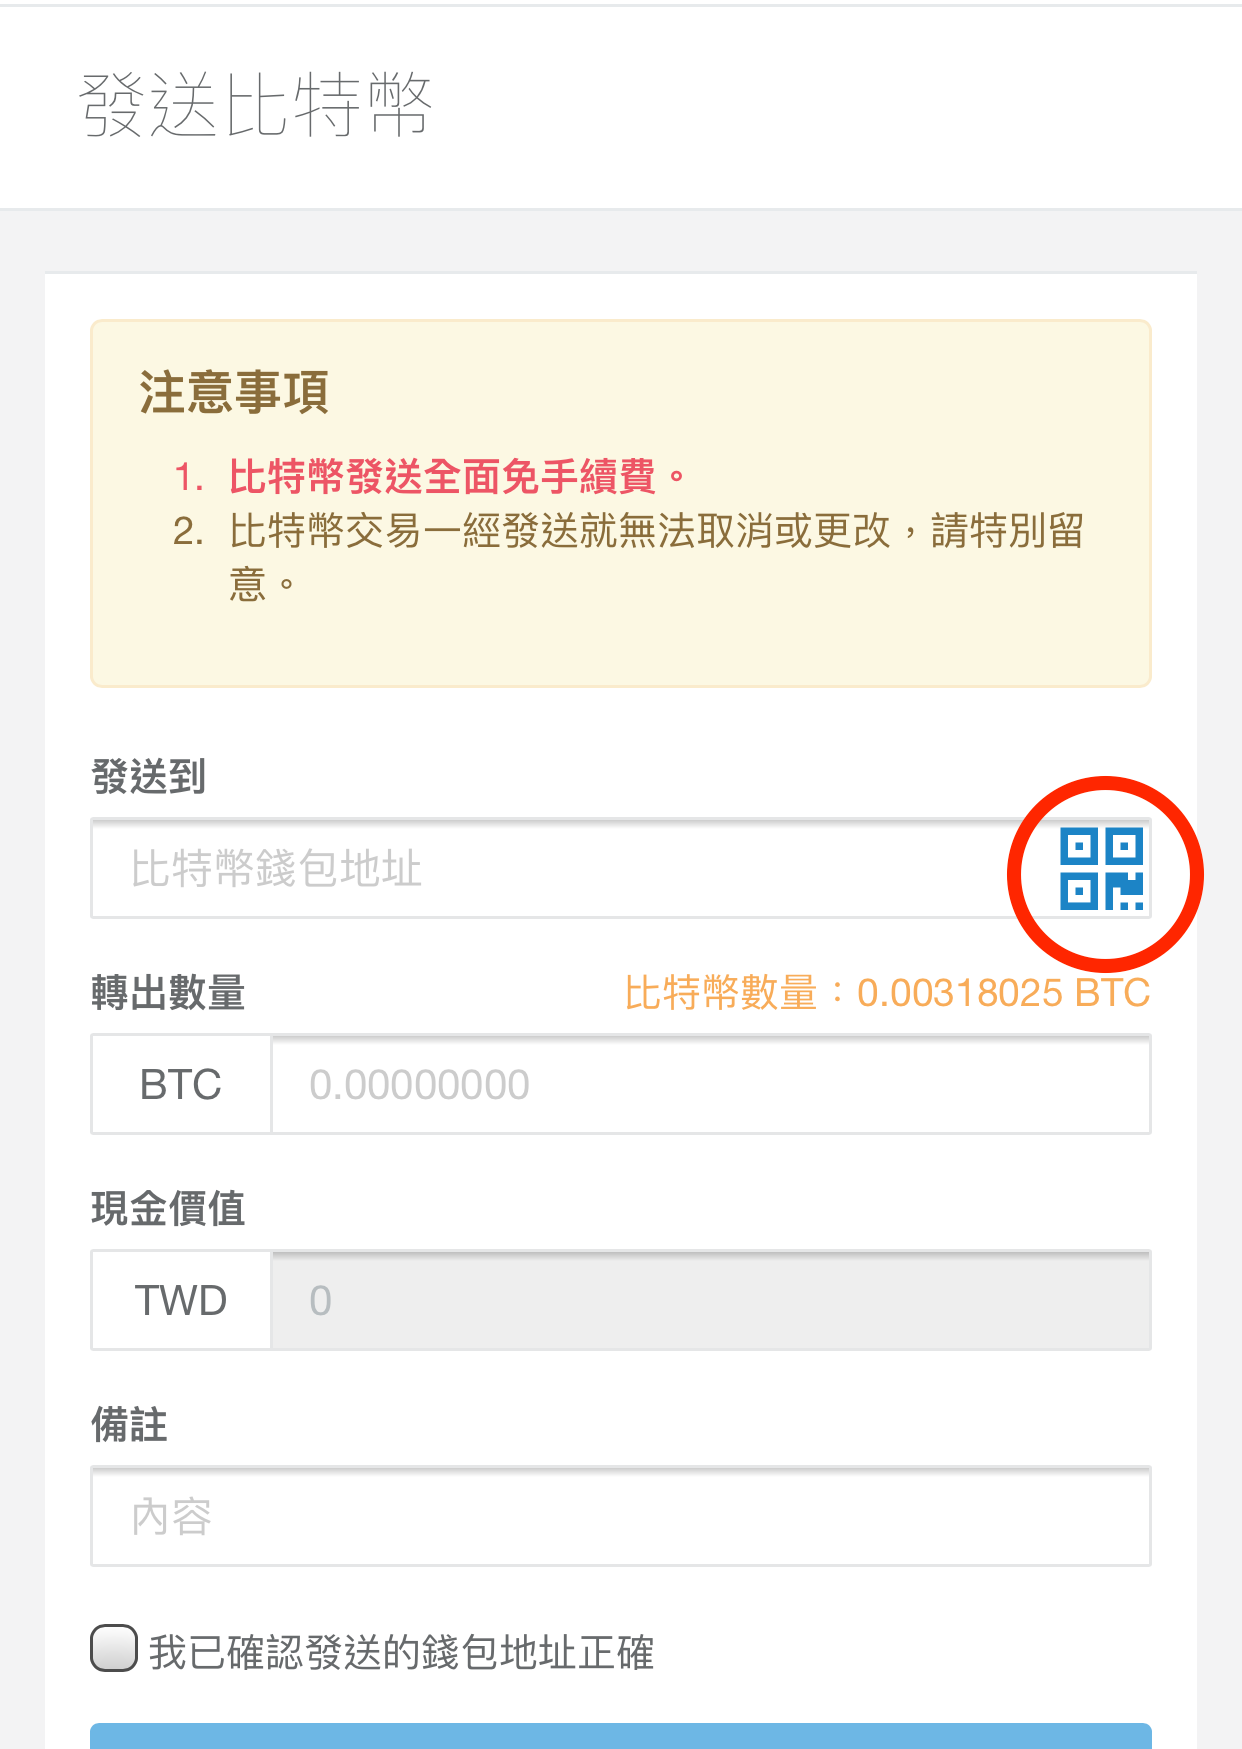 發送比特幣
注意事項
1. 比特幣發送全面免手續費。
2. 比特幣交易一經發送就無法取消或更改，請特別留
意。
發送到
比特幣錢包地址
轉出數量 比特幣數量：0.00318025 BTC
BTC 0.00000000
現金價值
TWD 0
備註
內容
我已確認發送的錢包地址正確